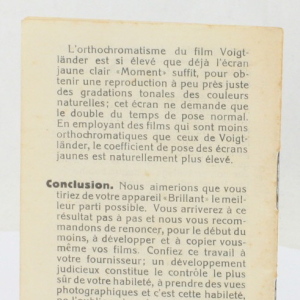 L'orthochromatisme du film Voigt-
länder est si élevé que déjà l'écran
jaune clair «Moment» suffit, pour ob-
tenir une reproduction à peu près juste
des gradations tonales des couleurs
naturelles; cet écran ne demande que
le double du temps de pose normal.
En employant des films qui sont moins
orthochromatiques que ceux de Voigt-
länder, le coefficient de pose des écrans
jaunes est naturellement plus élevé.
Conclusion. Nous aimerions que vous
tiriez de votre appareil «Brillant» le meil-
leur parti possible. Vous arriverez à ce
résultat pas à pas et nous vous recom-
mandons de renoncer, pour le début du
moins, à développer et à copier vous-
même vos films. Confiez ce travail à
votre fournisseur; un développement
judicieux constitue le contrôle le plus
sûr de votre habileté, à prendre des vues
photographiques et c'est cette habileté,